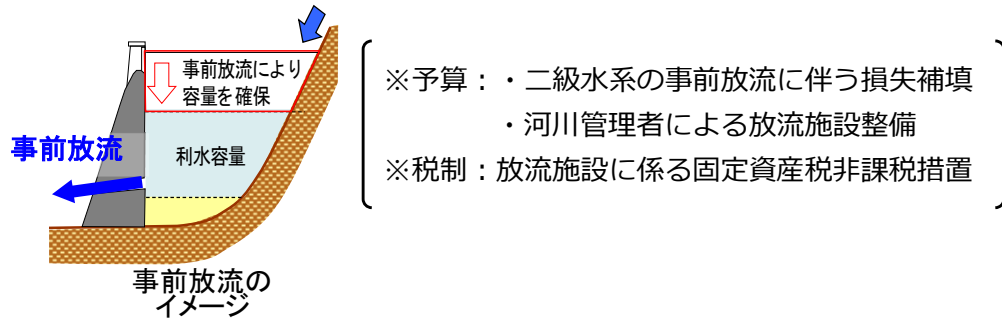 事前放流により
容量を確保
事前放流
利水容量
事前放流の
イメージ
※予算：・二級水系の事前放流に伴う損失補填
・河川管理者による放流施設整備
※税制：放流施設に係る固定資産税非課税措置